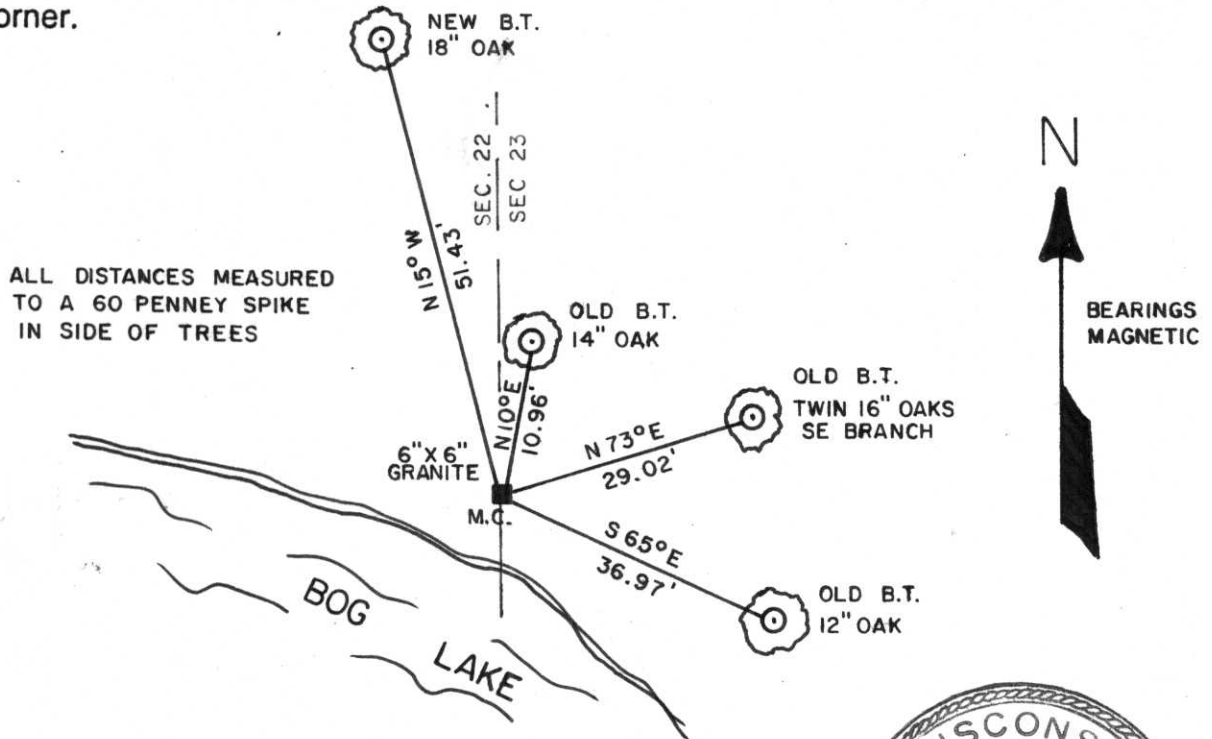 orner.
NEW B.T.
18" OAK
SEC. 22
SEC 23
N
N 15° W
51.43'
ALL DISTANCES MEASURED
TO A 60 PENNEY SPIKE
IN SIDE OF TREES
OLD B.T.
14" OAK
BEARINGS
MAGNETIC
N10°E
10.96'
OLD B.T.
TWIN 16" OAKS
SE BRANCH
N 73°E
29.02'
6"X 6"
GRANITE
M.C.
S 65°E
36.97'
OLD B.T.
12" OAK
BOG
LAKE
ISCONS